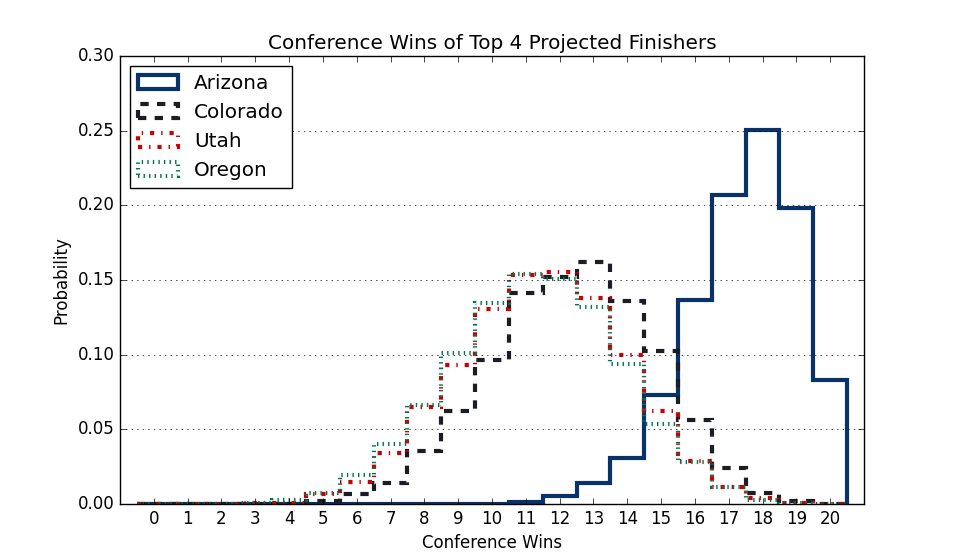 Conference Wins of Top 4 Projected Finishers
0.30
0.25
0.20
0.15
0.10
0.05
0.00
Probability
Arizona
Colorado
Utah
Oregon
0 1 2 3 4 5 6 7 8 9 10 11 12 13 14 15 16 17 18 19 20
Conference Wins